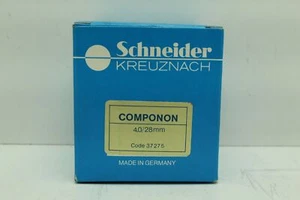 Schneider
KREUZNACH
COMPONON
4,0/28mm
Code 37275
MADE IN GERMANY